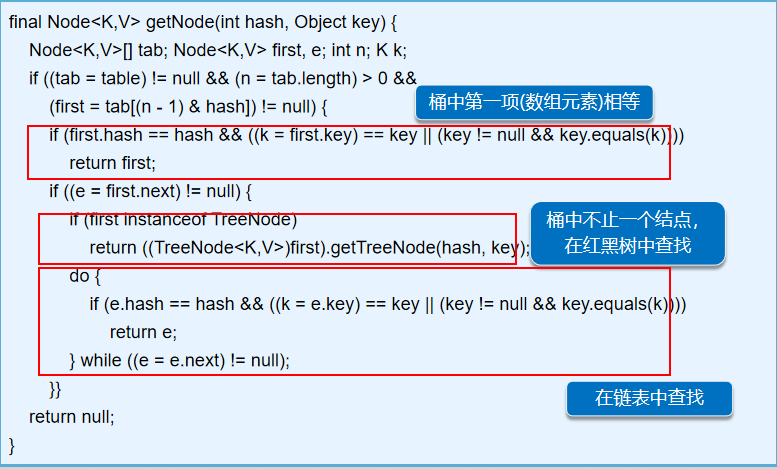 final Node<K,V> getNode(int hash, Object key) {
Node<K,V>[] tab; Node<K,V> first, e; int n; K k;
if ((tab = table) != null && (n = tab.length) > 0 &&
(first = tab[(n - 1) & hash]) != null) {
桶中第一项(数组元素)相等
if (first.hash == hash && ((k = first.key) == key || (key != null && key.equals(k))))
return first;
if ((e = first.next) != null) {
if (first instanceof TreeNode)
return ((TreeNode<K,V>)first).getTreeNode(hash, key);
桶中不止一个结点,
在红黑树中查找
do {
if (e.hash == hash && ((k = e.key) == key || (key != null && key.equals(k))))
return e;
} while ((e = e.next) != null);
}}
在链表中查找
return null;
}